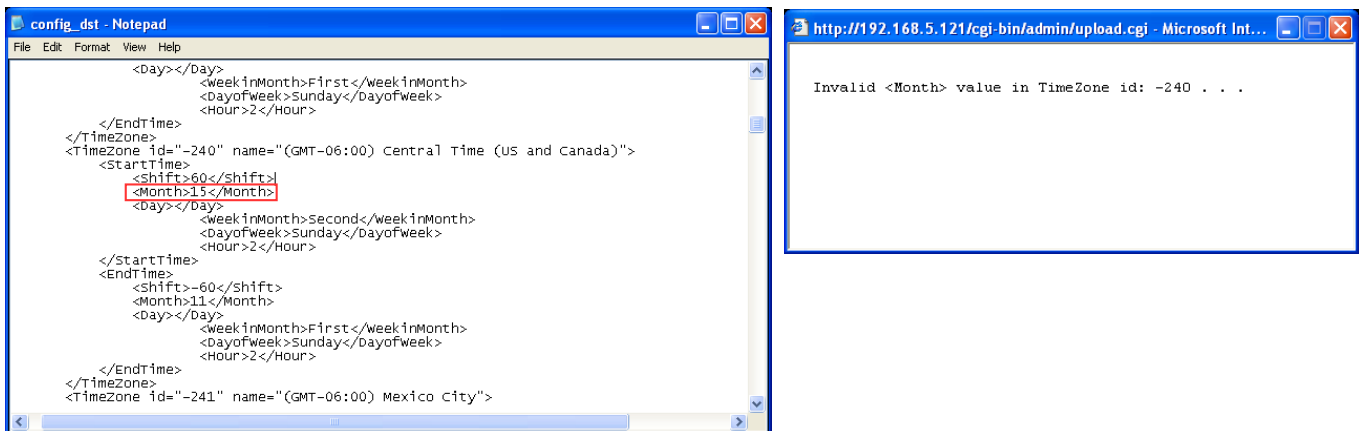 config_dst - Notepad
File Edit Format View Help
<Day></Day>
<WeekinMonth>First</WeekinMonth>
<DayofWeek>Sunday</DayofWeek>
<Hour>2</Hour>
</EndTime>
</TimeZone>
<TimeZone id="-240" name="(GMT-06:00) Central Time (US and Canada)">
<StartTime>
<Shift>60</Shift>
<Month>15</Month>
<Day></Day>
<WeekinMonth>Second</WeekinMonth>
<DayofWeek>Sunday</DayofWeek>
<Hour>2</Hour>
</StartTime>
<EndTime>
<Shift>-60</Shift>
<Month>11</Month>
<Day></Day>
<WeekinMonth>First</WeekinMonth>
<DayofWeek>Sunday</DayofWeek>
<Hour>2</Hour>
</EndTime>
</TimeZone>
<TimeZone id="-241" name="(GMT-06:00) Mexico City">
http://192.168.5.121/cgi-bin/admin/upload.cgi - Microsoft Int...
Invalid <Month> value in TimeZone id: -240 . . .